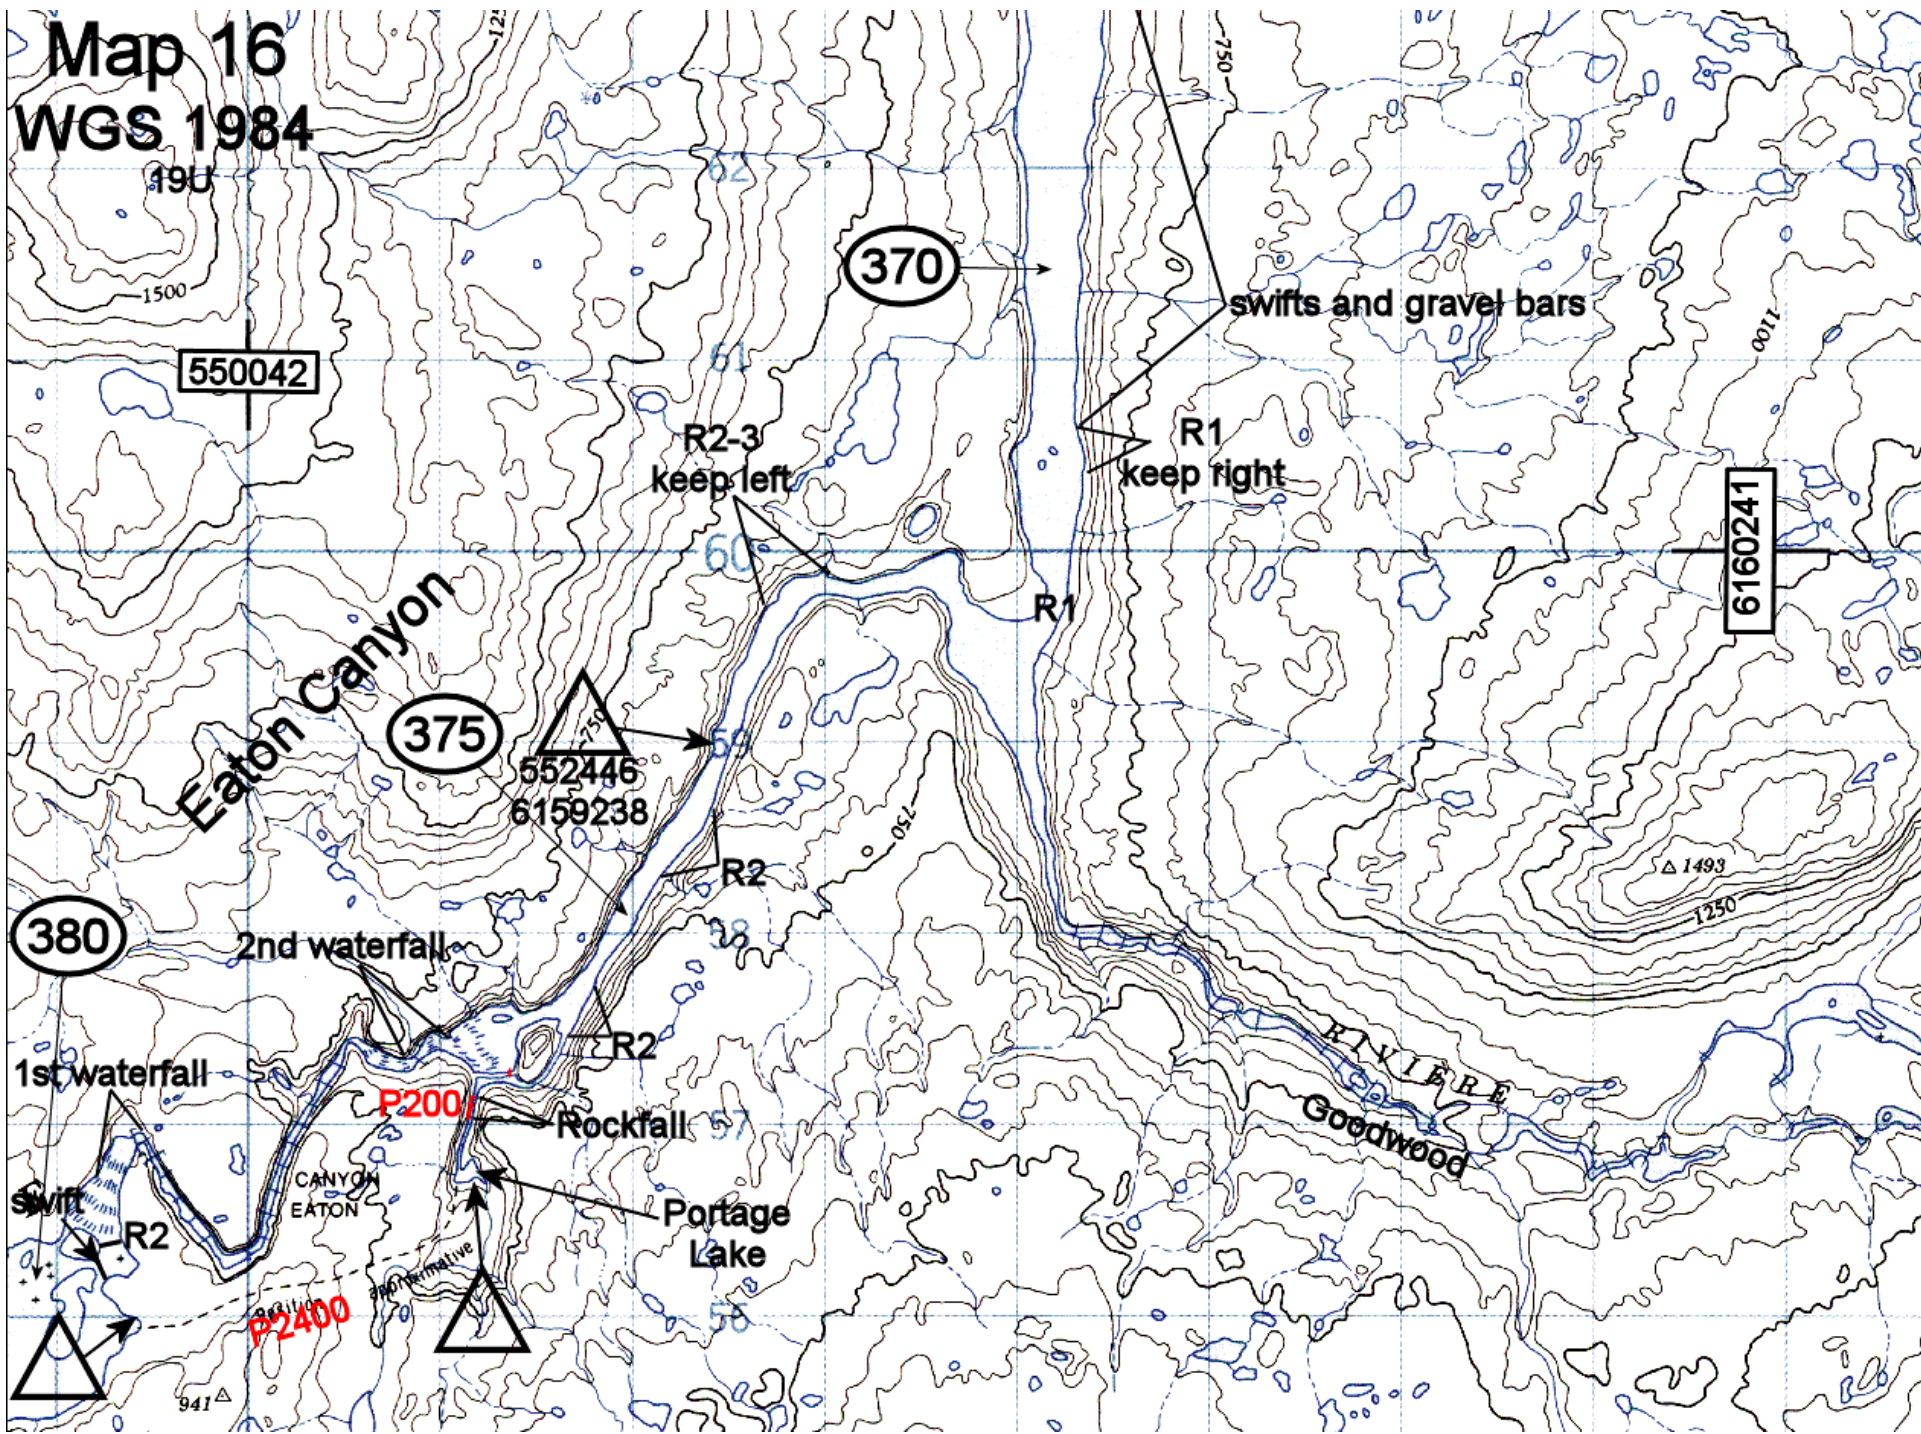 Map 16
WGS 1984
19U
125
750
62
370
1500
swifts and gravel bars
1100
550042
61
R2-3
keep left
R1
keep right
6160241
60
R1
Eaton Canyon
375
750
59
552446
6159238
750
R2
1493
1250
380
58
2nd waterfall
RIVIÈRE
R2
1st waterfall
P200
Rockfall
57
Goodwood
CANYON
EATON
swift
R2
Portage
Lake
Position approximative
P2400
56
941